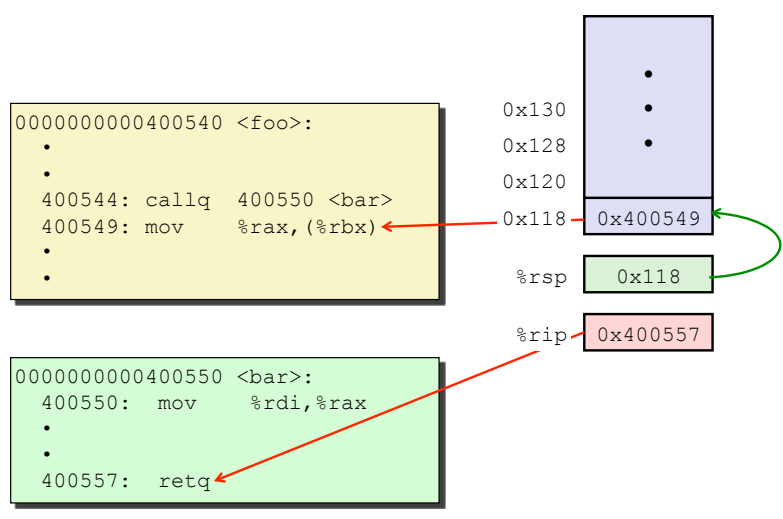 0000000000400540 <foo>:
•
•
400544: callq 400550 <bar>
400549: mov %rax,(%rbx)
•
•
0000000000400550 <bar>:
400550: mov %rdi,%rax
•
•
400557: retq
•
0x130 •
0x128 •
0x120
0x118 0x400549
%rsp 0x118
%rip 0x400557